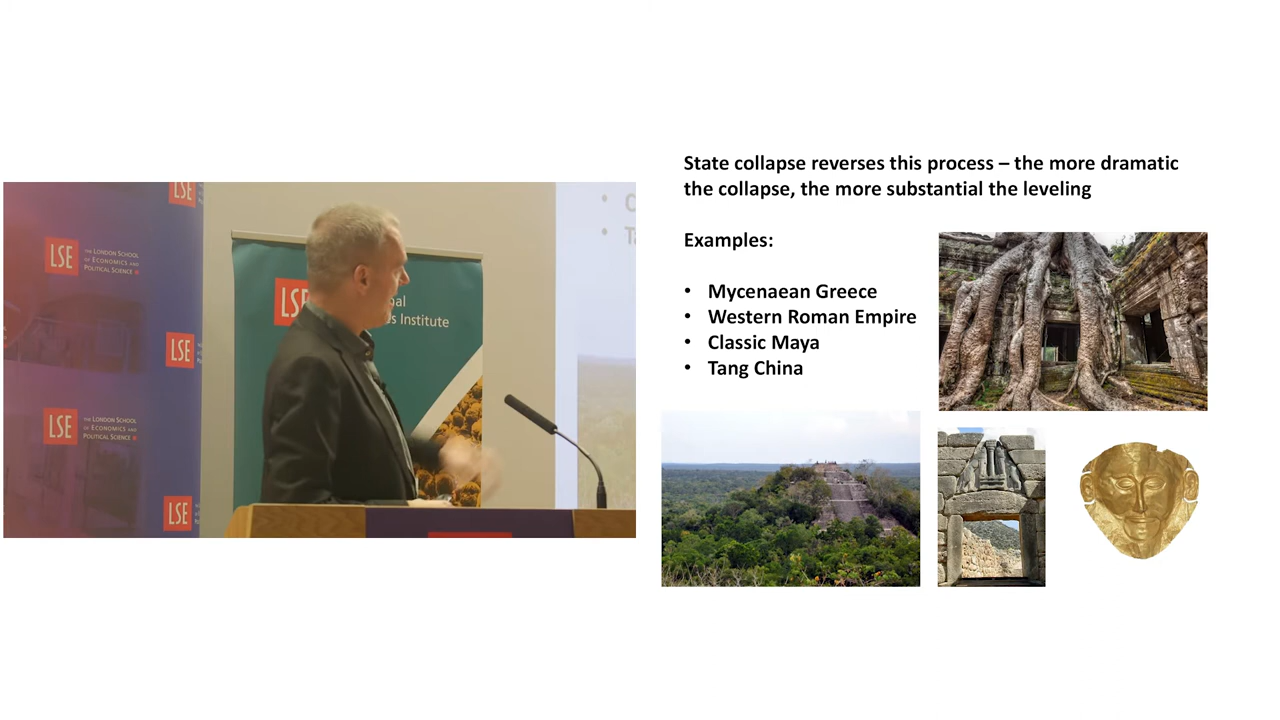 LSE
LSE
THE LONDON SCHOOL
OF ECONOMICS AND
POLITICAL SCIENCE
LSE
LSE
THE LONDON SCHOOL
OF ECONOMICS AND
POLITICAL SCIENCE
LSE
LSE
s Institute
State collapse reverses this process – the more dramatic
the collapse, the more substantial the leveling
Examples:
• Mycenaean Greece
• Western Roman Empire
• Classic Maya
• Tang China